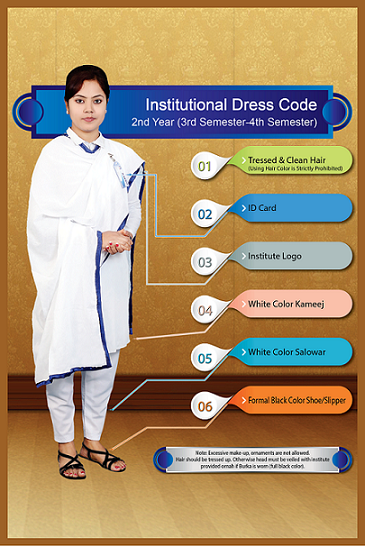 Institutional Dress Code
2nd Year (3rd Semester-4th Semester)
01 Tressed & Clean Hair
(Using Hair Color is Strictly Prohibited)
02 ID Card
03 Institute Logo
04 White Color Kameej
05 White Color Salowar
06 Formal Black Color Shoe/Slipper
Note: Excessive make-up, ornaments are not allowed.
Hair should be tressed up. Otherwise head must be veiled with institute
provided ornah if Burka is worn (full black color).